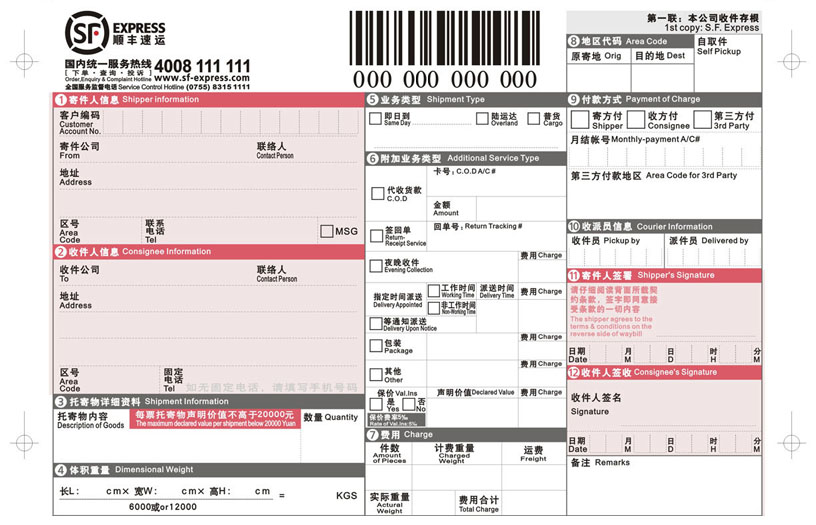 SF EXPRESS
顺丰速运
国内统一服务热线 4008 111 111
[ 下单 · 查询 · 投诉 ] www.sf-express.com
Order,Enquiry & Complaint Hotline
全国服务监督电话 Service Control Hotline (0755) 8315 1111
000 000 000 000
第一联：本公司收件存根
1st copy: S.F. Express
① 寄件人信息 Shipper information
客户编码
Customer
Account No.
寄件公司 联络人
From Contact Person
地址
Address
区号 联系
Area 电话
Code Tel
MSG
② 收件人信息 Consignee Information
收件公司 联络人
To Contact Person
地址
Address
区号 固定
Area 电话
Code Tel
如无固定电话，请填写手机号码
③ 托寄物详细资料 Shipment Information
托寄物内容
Description of Goods
每票托寄物声明价值不高于20000元
The maximum declared value per shipment below 20000 Yuan
数量 Quantity
④ 体积重量 Dimensional Weight
长L: cm× 宽W: cm× 高H: cm = KGS
6000或or12000
⑤ 业务类型 Shipment Type
即日到 陆运达 普货
Same Day Overland Cargo
⑥ 附加业务类型 Additional Service Type
代收货款
C.O.D
卡号: C.O.D A/C #
金额
Amount
签回单
Return-
Receipt Service
回单号: Return Tracking #
夜晚收件
Evening Collection
费用 Charge
指定时间派送
Delivery Appointed
工作时间
Working Time
非工作时间
Non-Working Time
派送时间
Delivery Time
费用 Charge
等通知派送
Delivery Upon Notice
包装
Package
费用 Charge
其他
Other
费用 Charge
保价 Val.Ins
是 否
Yes No
声明价值 Declared Value
费用 Charge
保价费率5‰
Rate of Val.Ins:5‰
⑦ 费用 Charge
件数
Amount
of Pieces
计费重量
Charged
Weight
运费
Freight
实际重量
Actural
Weight
费用合计
Total Charge
⑧ 地区代码 Area Code
原寄地 Orig 目的地 Dest
自取件
Self Pickup
⑨ 付款方式 Payment of Charge
寄方付 收方付 第三方付
Shipper Consignee 3rd Party
月结帐号Monthly-payment A/C#
第三方付款地区 Area Code for 3rd Party
⑩ 收派员信息 Courier Information
收件员 Pickup by 派件员 Delivered by
⑪ 寄件人签署 Shipper's Signature
请仔细阅读背面所载契
约条款，签字即同意接
受条款的一切内容
The shipper agrees to the
terms & conditions on the
reverse side of waybill
日期 月 日 时 分
Date M D H M
⑫ 收件人签收 Consignee's Signature
收件人签名
Signature
日期 月 日 时 分
Date M D H M
备注 Remarks